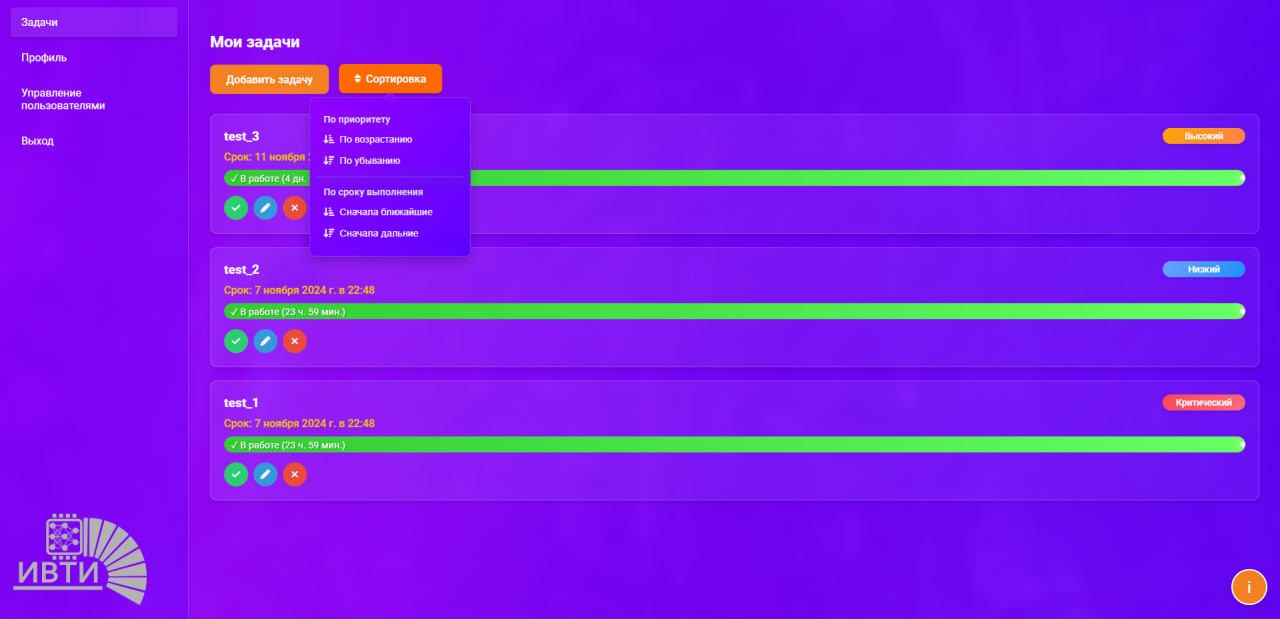 Задачи
Профиль
Управление
пользователями
Выход
ИВТИ
Мои задачи
Добавить задачу
Сортировка
По приоритету
По возрастанию
По убыванию
По сроку выполнения
Сначала ближайшие
Сначала дальние
test_3
Высокий
Срок: 11 ноября
✓ В работе (4 дн.
test_2
Низкий
Срок: 7 ноября 2024 г. в 22:48
✓ В работе (23 ч. 59 мин.)
test_1
Критический
Срок: 7 ноября 2024 г. в 22:48
✓ В работе (23 ч. 59 мин.)
i